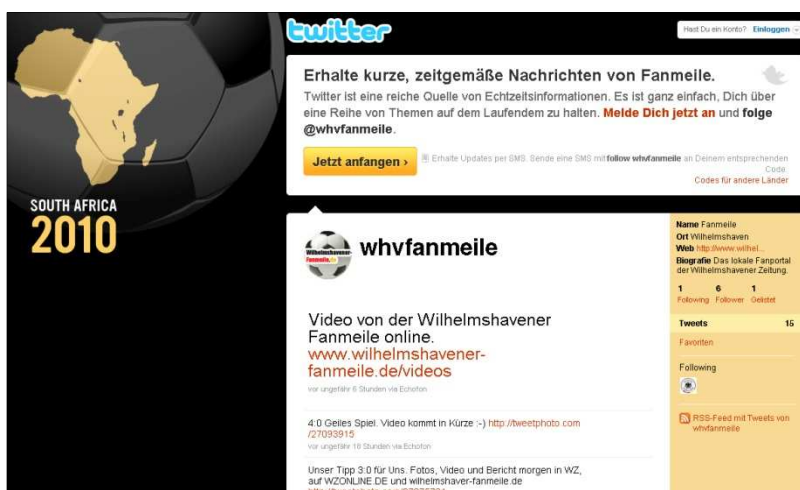 twitter
Hast Du ein Konto? Einloggen
Erhalte kurze, zeitgemäße Nachrichten von Fanmeile.
Twitter ist eine reiche Quelle von Echtzeitsinformationen. Es ist ganz einfach, Dich über
eine Reihe von Themen auf dem Laufendem zu halten. Melde Dich jetzt an und folge
@whvfanmeile.
Jetzt anfangen ›
Erhalte Updates per SMS. Sende eine SMS mit follow whvfanmeile an Deinem entsprechenden
Code.
Codes für andere Länder
SOUTH AFRICA
2010
Wilhelmshavener-
Fanmeile.de
whvfanmeile
Video von der Wilhelmshavener
Fanmeile online.
www.wilhelmshavener-
fanmeile.de/videos
vor ungefähr 6 Stunden via Echofon
4:0 Geiles Spiel. Video kommt in Kürze :-) http://tweetphoto.com
/27093915
vor ungefähr 10 Stunden via Echofon
Unser Tipp 3:0 für Uns. Fotos, Video und Bericht morgen in WZ,
auf WZONLINE.DE und wilhelmshaver-fanmeile.de
Name Fanmeile
Ort Wilhelmshaven
Web http://www.wilhel...
Biografie Das lokale Fanportal
der Wilhelmshavener Zeitung.
1 6 1
Following Follower Gelistet
Tweets 15
Favoriten
Following
RSS-Feed mit Tweets von
whvfanmeile